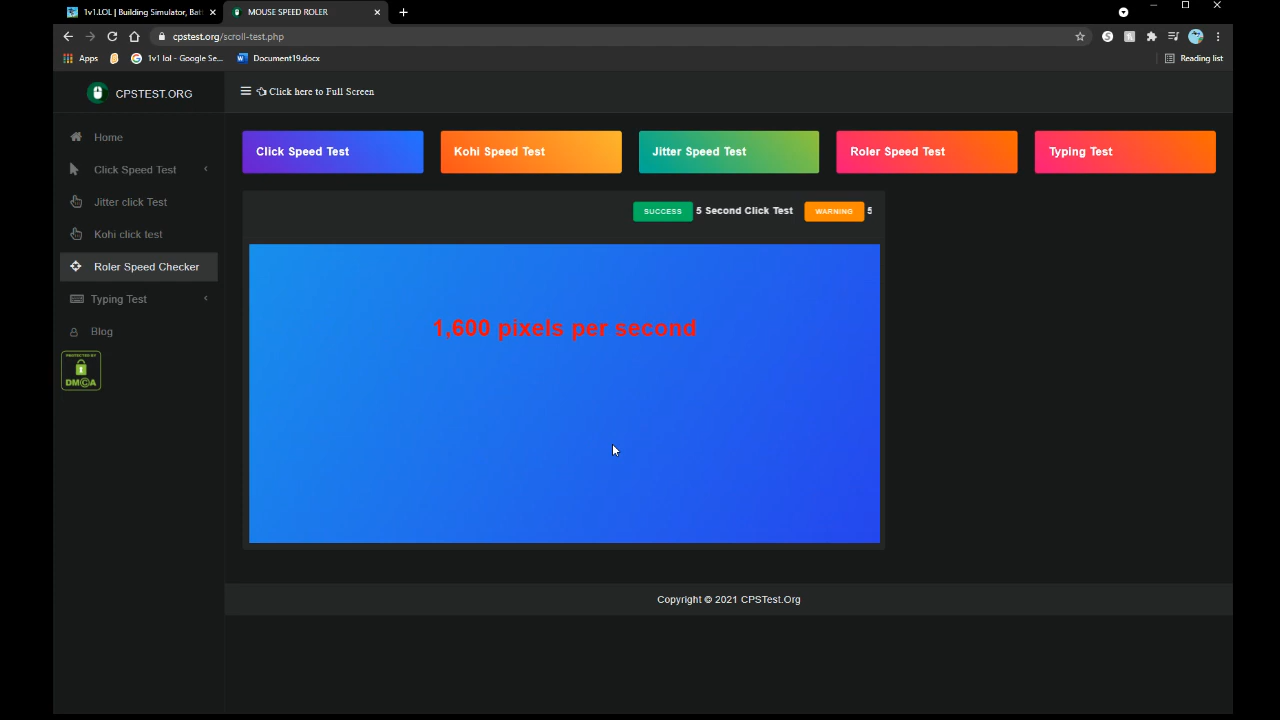 1v1.LOL | Building Simulator, Bat
MOUSE SPEED ROLER
cpstest.org/scroll-test.php
Apps
1v1 lol - Google Se...
Document19.docx
Reading list
CPSTEST.ORG
Click here to Full Screen
Home
Click Speed Test
Jitter click Test
Kohi click test
Roler Speed Checker
Typing Test
Blog
PROTECTED BY
DMCA
Click Speed Test
Kohi Speed Test
Jitter Speed Test
Roler Speed Test
Typing Test
SUCCESS 5 Second Click Test WARNING 5
1,600 pixels per second
Copyright © 2021 CPSTest.Org